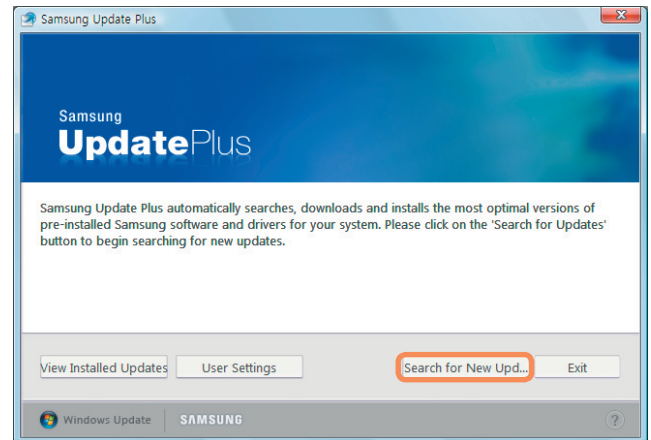 Samsung Update Plus
Samsung
UpdatePlus
Samsung Update Plus automatically searches, downloads and installs the most optimal versions of
pre-installed Samsung software and drivers for your system. Please click on the 'Search for Updates'
button to begin searching for new updates.
View Installed Updates
User Settings
Search for New Upd...
Exit
Windows Update
SAMSUNG
?